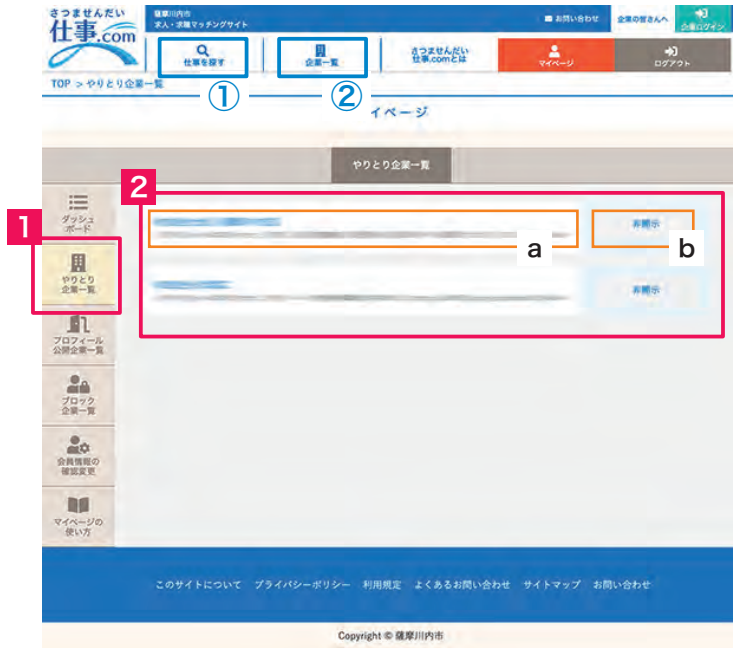 さつませんだい
仕事.com
薩摩川内市
求人・求職マッチングサイト
お問い合わせ
企業の皆さんへ
企業ログイン
仕事を探す
企業一覧
さつませんだい
仕事.comとは
マイページ
ログアウト
TOP > やりとり企業一覧
①
②
イページ
やりとり企業一覧
2
1
ダッシュ
ボード
a
非開示
b
やりとり
企業一覧
非開示
プロフィール
公開企業一覧
ブロック
企業一覧
会員情報の
確認変更
マイページの
使い方
このサイトについて プライバシーポリシー 利用規定 よくあるお問い合わせ サイトマップ お問い合わせ
Copyright © 薩摩川内市